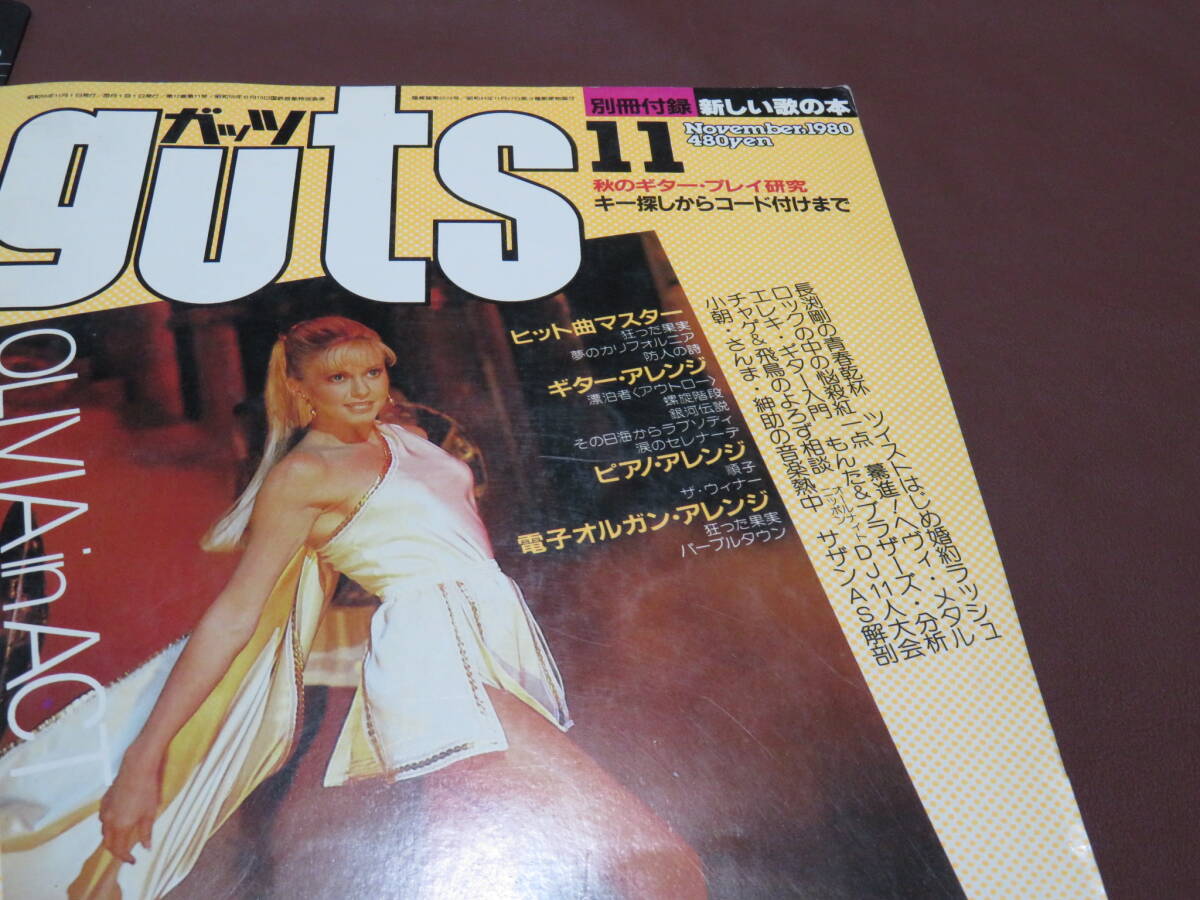 別冊付録 新しい歌の本
ガッツ
guts
11
November,1980
480yen
秋のギター・プレイ研究
キー探しからコード付けまで
OLIVIA in ACT
ヒット曲マスター
狂った果実
夢のカリフォルニア
防人の詩
ギター・アレンジ
漂泊者〈アウトロー〉
螺旋階段
銀河伝説
その日海からラプソディ
涙のセレナーデ
ピアノ・アレンジ
順子
ザ・ウィナー
電子オルガン・アレンジ
狂った果実
パープルタウン
長渕剛の青春乾杯 ツイストはじめ婚約ラッシュ
ロックの中の悩殺紅一点 驀進!ヘヴィ・メタル
エレキ・ギター入門 もんた&ブラザーズ・分析
チャゲ&飛鳥のよろず相談 オールナイトニッポンDJ11人大会
小朝・さんま・紳助の音楽熱中 サザンAS解剖